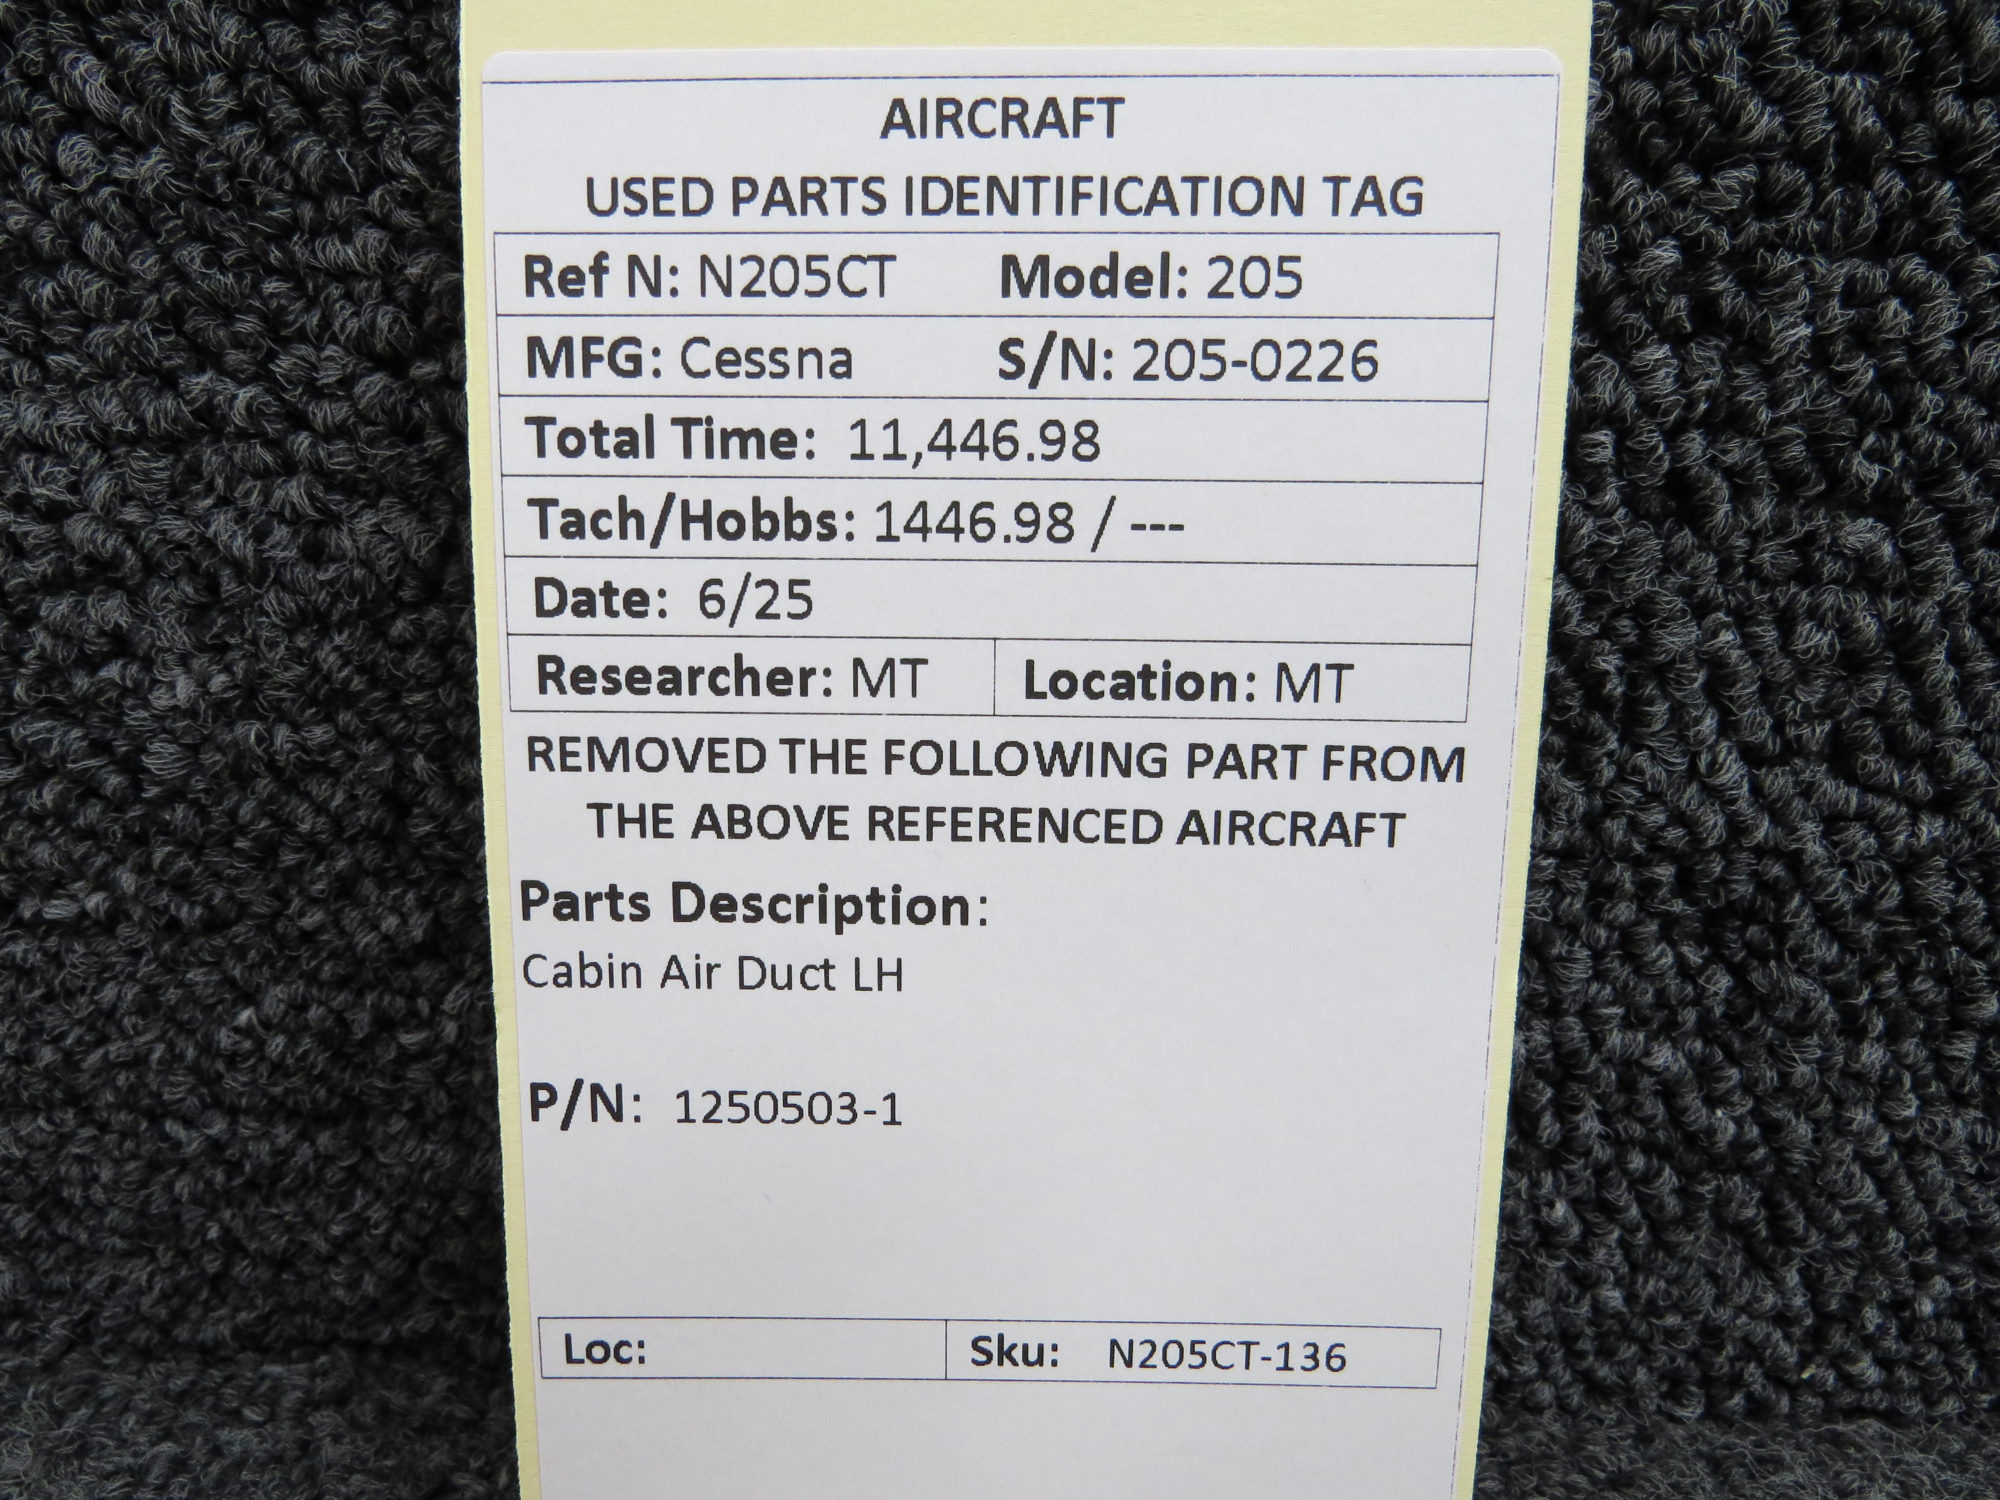 AIRCRAFT
USED PARTS IDENTIFICATION TAG
Ref N: N205CT Model: 205
MFG: Cessna S/N: 205-0226
Total Time: 11,446.98
Tach/Hobbs: 1446.98 / ---
Date: 6/25
Researcher: MT Location: MT
REMOVED THE FOLLOWING PART FROM
THE ABOVE REFERENCED AIRCRAFT
Parts Description:
Cabin Air Duct LH
P/N: 1250503-1
Loc: Sku: N205CT-136